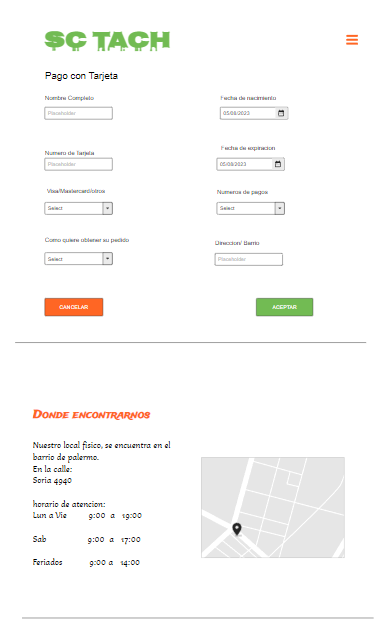 SC TACH
Pago con Tarjeta
Nombre Completo
Fecha de nacimiento
Placeholder
05/08/2023
Numero de Tarjeta
Fecha de expiracion
Placeholder
05/08/2023
Visa/Mastercard/otros
Numeros de pagos
Select
Select
Como quiere obtener su pedido
Direccion/ Barrio
Select
Placeholder
CANCELAR
ACEPTAR
Donde encontrarnos
Nuestro local fisico, se encuentra en el
barrio de palermo.
En la calle:
Soria 4940
horario de atencion:
Lun a Vie 9:00 a 19:00
Sab 9:00 a 17:00
Feriados 9:00 a 14:00